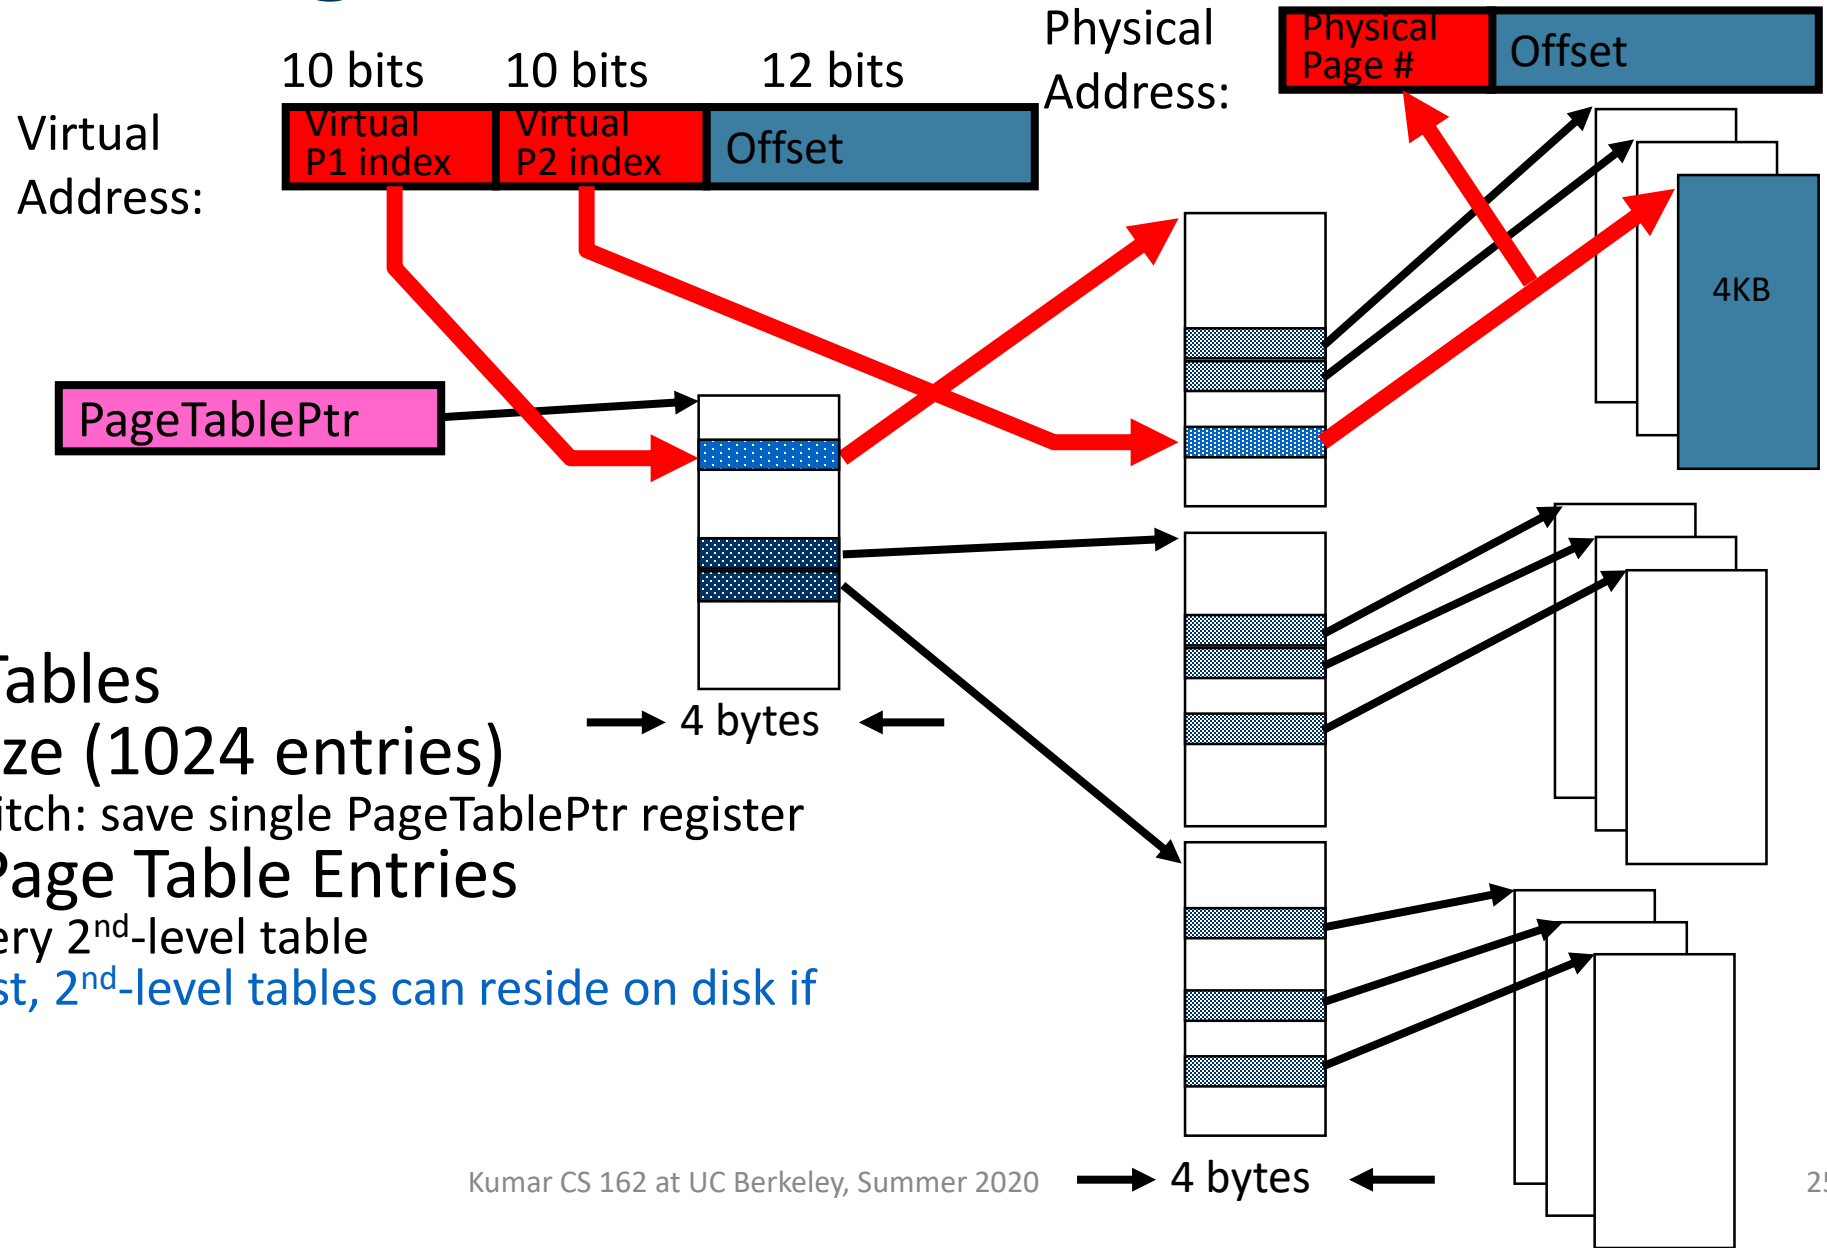 10 bits 10 bits 12 bits
Virtual
Address:
Virtual
P1 index
Virtual
P2 index
Offset
Physical
Address:
Physical
Page #
Offset
4KB
PageTablePtr
4 bytes
Tables
ze (1024 entries)
itch: save single PageTablePtr register
Page Table Entries
ery 2nd-level table
st, 2nd-level tables can reside on disk if
4 bytes
Kumar CS 162 at UC Berkeley, Summer 2020